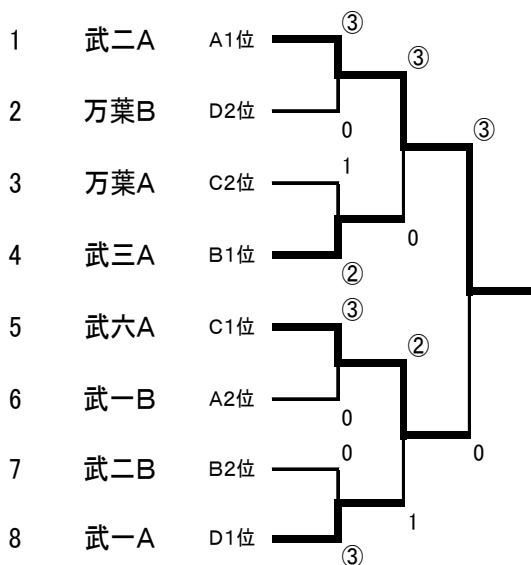 1 武二A A1位 ③
③
2 万葉B D2位 0
③
3 万葉A C2位 1
0
4 武三A B1位 ②
5 武六A C1位 ③
②
6 武一B A2位 0
0
7 武二B B2位 0
1
8 武一A D1位 ③